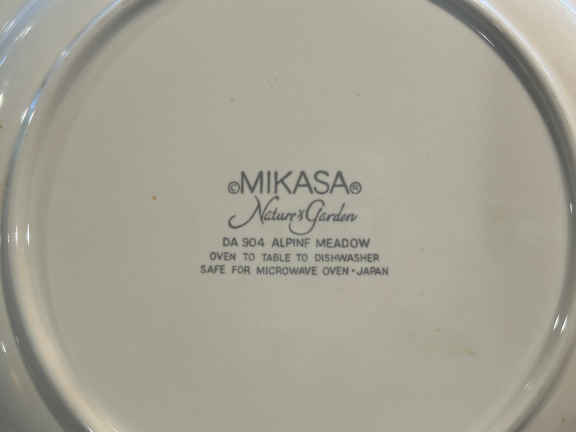 ©MIKASA®
Nature's Garden
DA 904 ALPINE MEADOW
OVEN TO TABLE TO DISHWASHER
SAFE FOR MICROWAVE OVEN·JAPAN